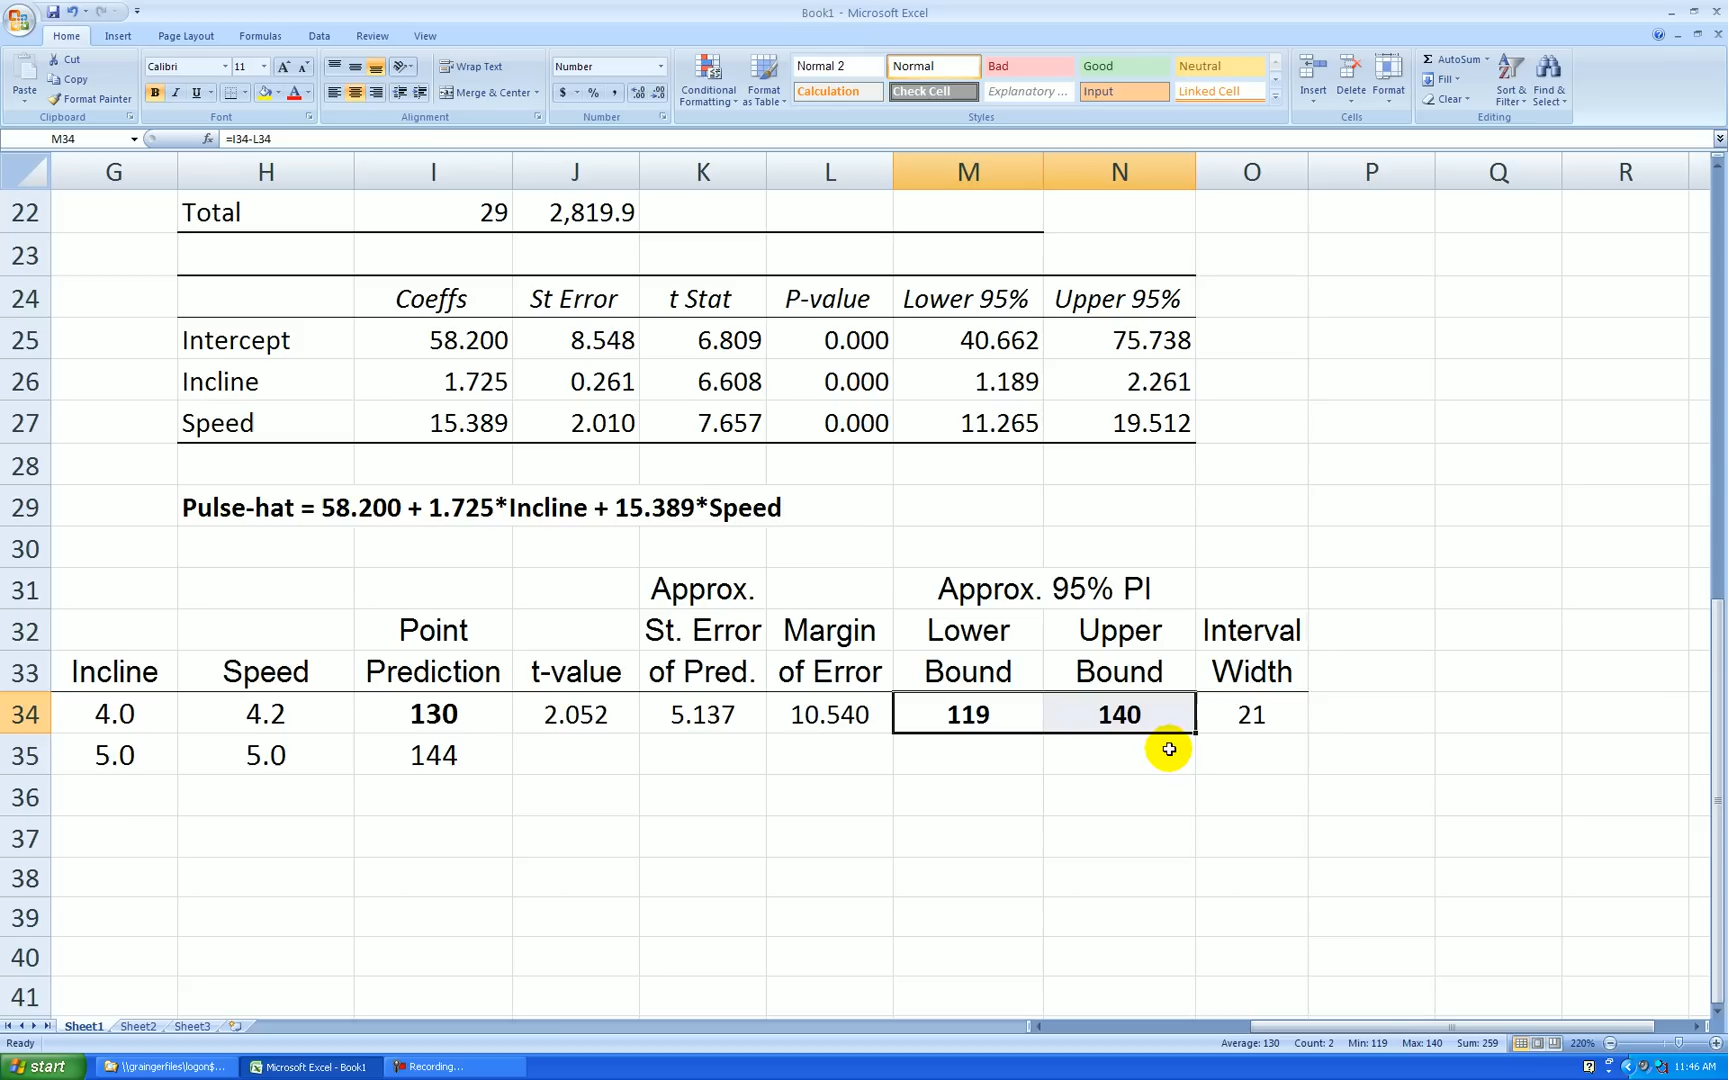 Book1 - Microsoft Excel
Home Insert Page Layout Formulas Data Review View
Cut
Copy
Format Painter
Paste
Clipboard
Calibri 11
B I U
Font
Wrap Text
Merge & Center
Alignment
Number
$ % ,
Number
Conditional Formatting
Format as Table
Normal 2 Normal Bad Good Neutral
Calculation Check Cell Explanatory ... Input Linked Cell
Styles
Insert Delete Format
Cells
Σ AutoSum
Fill
Clear
Sort & Filter
Find & Select
Editing
M34 fx =I34-L34
G H I J K L M N O P Q R
22 Total 29 2,819.9
23
24 Coeffs St Error t Stat P-value Lower 95% Upper 95%
25 Intercept 58.200 8.548 6.809 0.000 40.662 75.738
26 Incline 1.725 0.261 6.608 0.000 1.189 2.261
27 Speed 15.389 2.010 7.657 0.000 11.265 19.512
28
29 Pulse-hat = 58.200 + 1.725*Incline + 15.389*Speed
30
31 Approx. Approx. 95% PI
32 Point St. Error Margin Lower Upper Interval
33 Incline Speed Prediction t-value of Pred. of Error Bound Bound Width
34 4.0 4.2 130 2.052 5.137 10.540 119 140 21
35 5.0 5.0 144
36
37
38
39
40
41
Sheet1 Sheet2 Sheet3
Ready Average: 130 Count: 2 Min: 119 Max: 140 Sum: 259 220%
start \\graingerfiles\logon$... Microsoft Excel - Book1 Recording... 11:46 AM